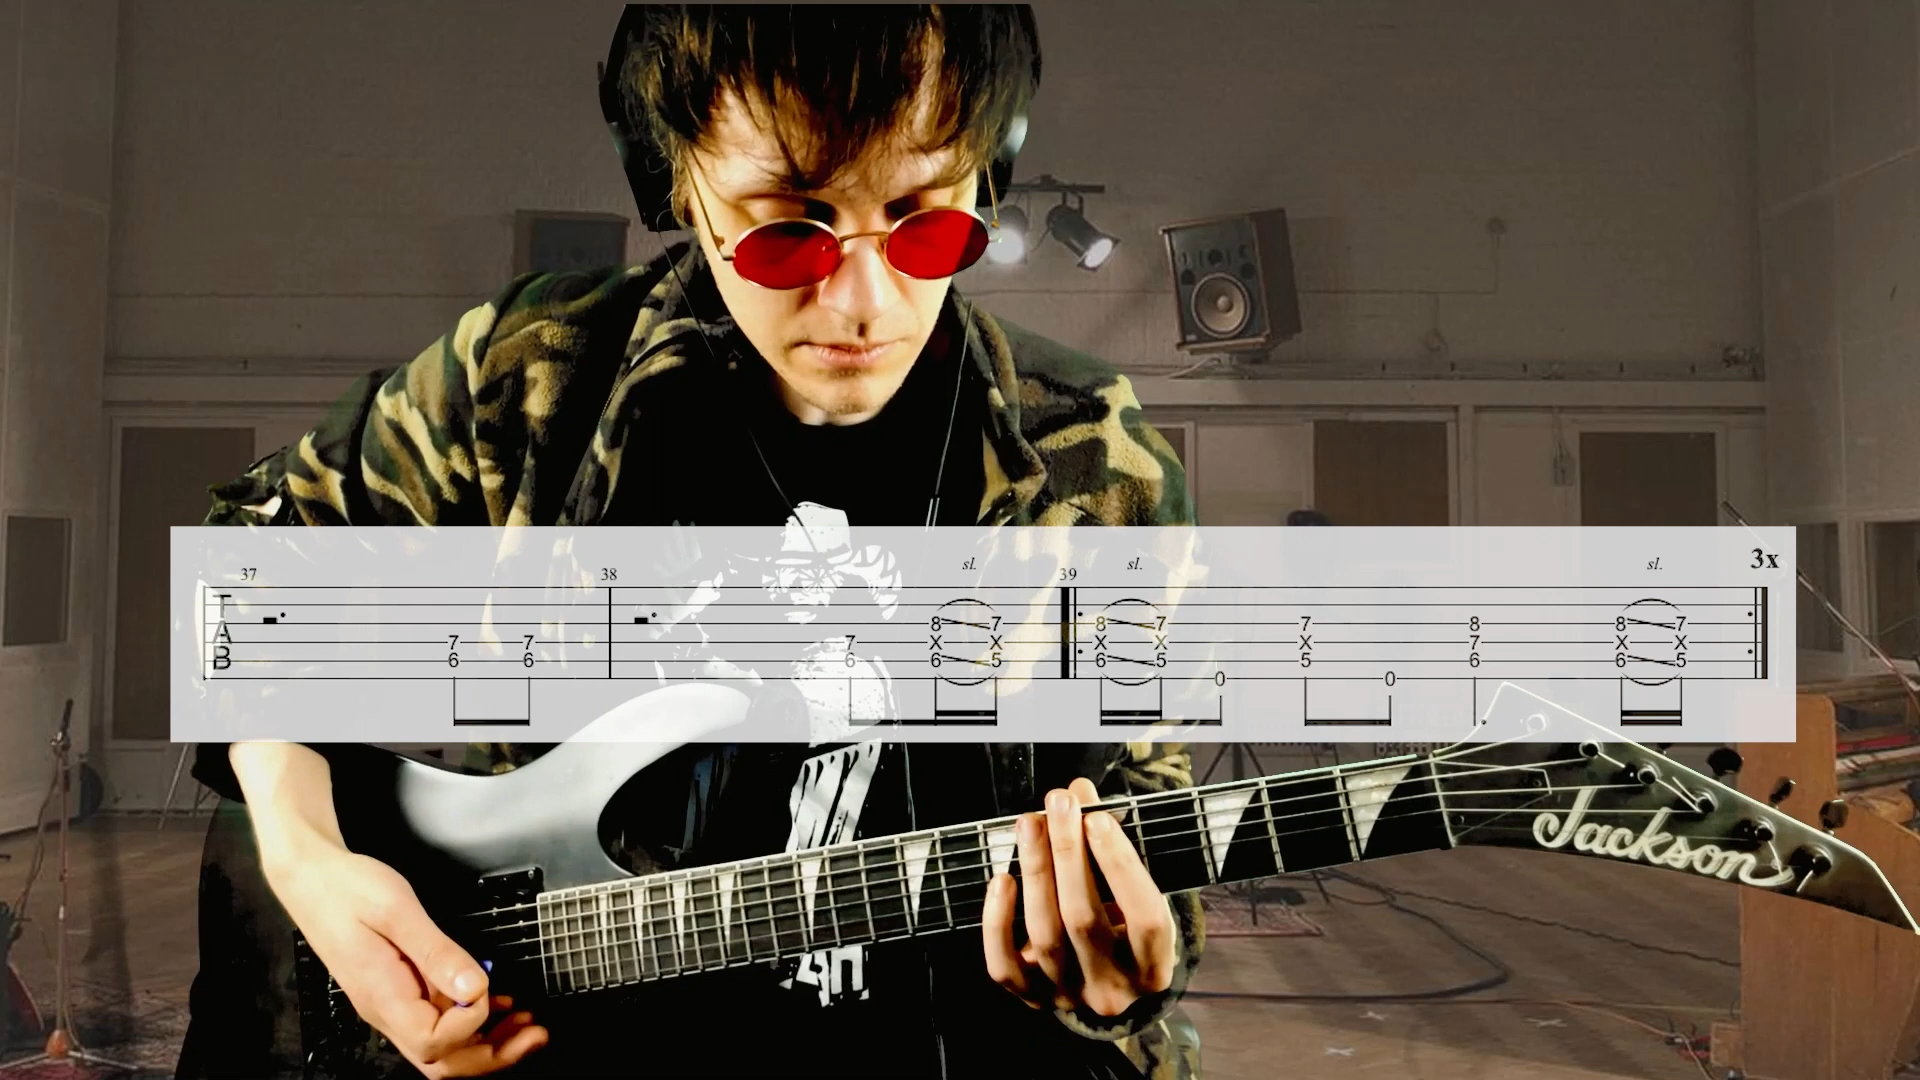 37 38 sl. 39 sl. sl. 3x
T 8 7 8 7 7 8 8 7
A 7 7 7 X X X X 7 X X
B 6 6 6 6 5 6 5 5 6 6 5
0 0
Jackson